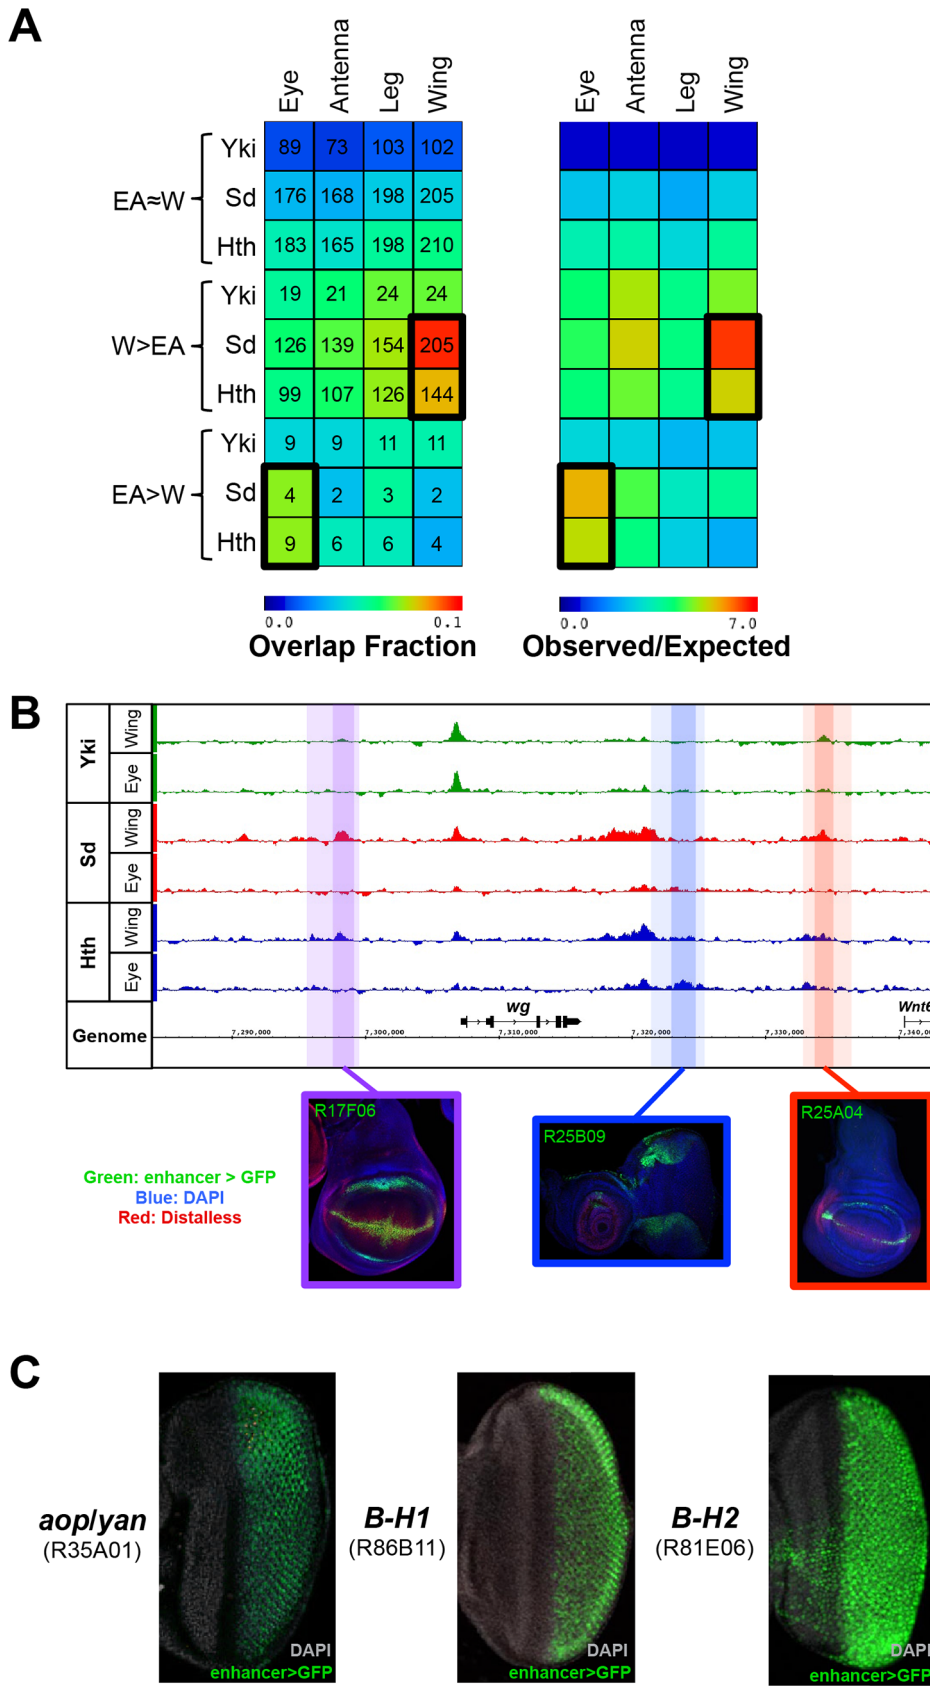 A
Eye Antenna Leg Wing
Eye Antenna Leg Wing
EA≈W
Yki 89 73 103 102
Sd 176 168 198 205
Hth 183 165 198 210
W>EA
Yki 19 21 24 24
Sd 126 139 154 205
Hth 99 107 126 144
EA>W
Yki 9 9 11 11
Sd 4 2 3 2
Hth 9 6 6 4
0.0 0.1
Overlap Fraction
0.0 7.0
Observed/Expected
B
Yki Wing
Eye
Sd Wing
Eye
Hth Wing
Eye
wg Wnt6
Genome
7,290,000 7,300,000 7,310,000 7,320,000 7,330,000 7,340,000
R17F06
R25B09
R25A04
Green: enhancer > GFP
Blue: DAPI
Red: Distalless
C
aop/yan
(R35A01)
DAPI
enhancer>GFP
B-H1
(R86B11)
DAPI
enhancer>GFP
B-H2
(R81E06)
DAPI
enhancer>GFP